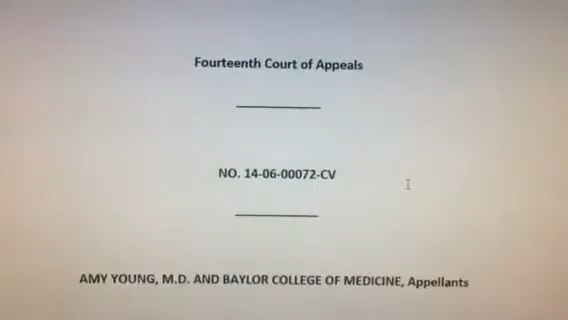 Fourteenth Court of Appeals
NO. 14-06-00072-CV
AMY YOUNG, M.D. AND BAYLOR COLLEGE OF MEDICINE, Appellants